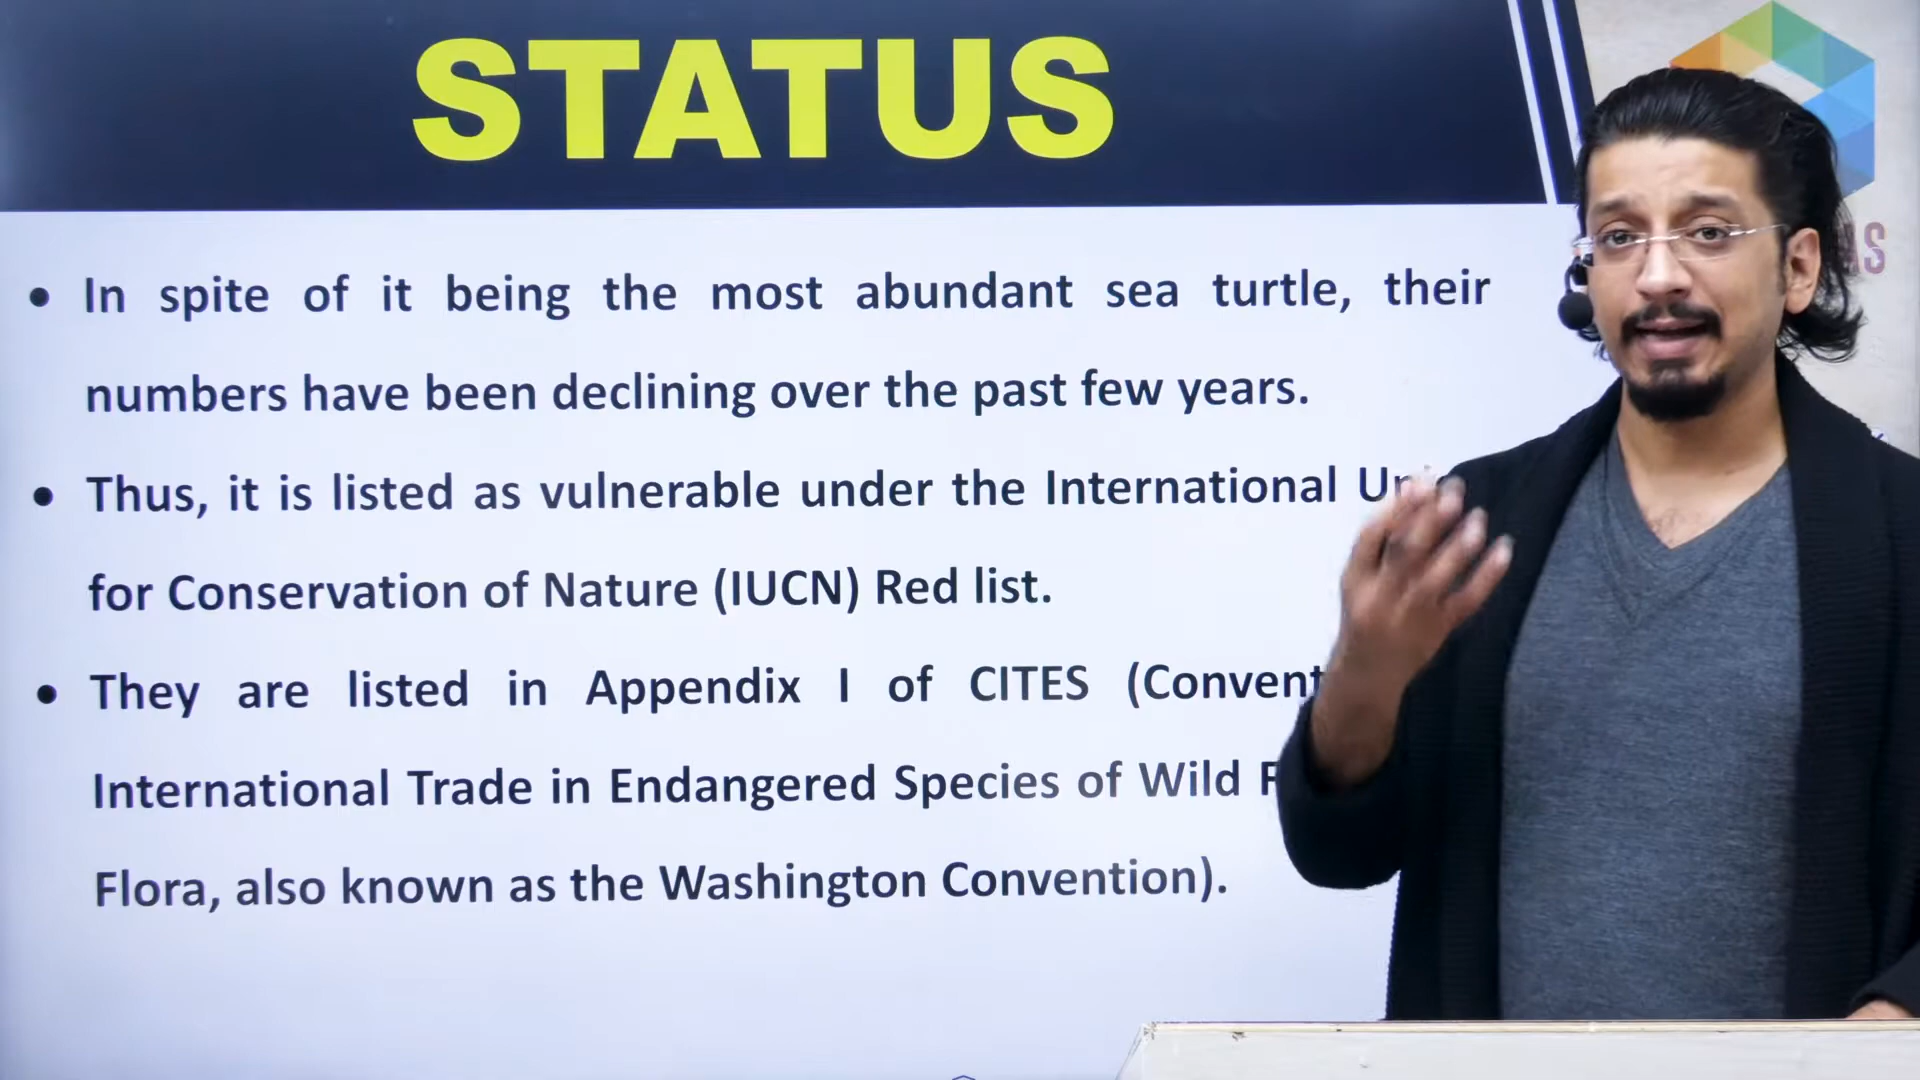 STATUS
• In spite of it being the most abundant sea turtle, their
numbers have been declining over the past few years.
• Thus, it is listed as vulnerable under the International
for Conservation of Nature (IUCN) Red list.
• They are listed in Appendix I of CITES (Convent
International Trade in Endangered Species of Wild F
Flora, also known as the Washington Convention).
AS